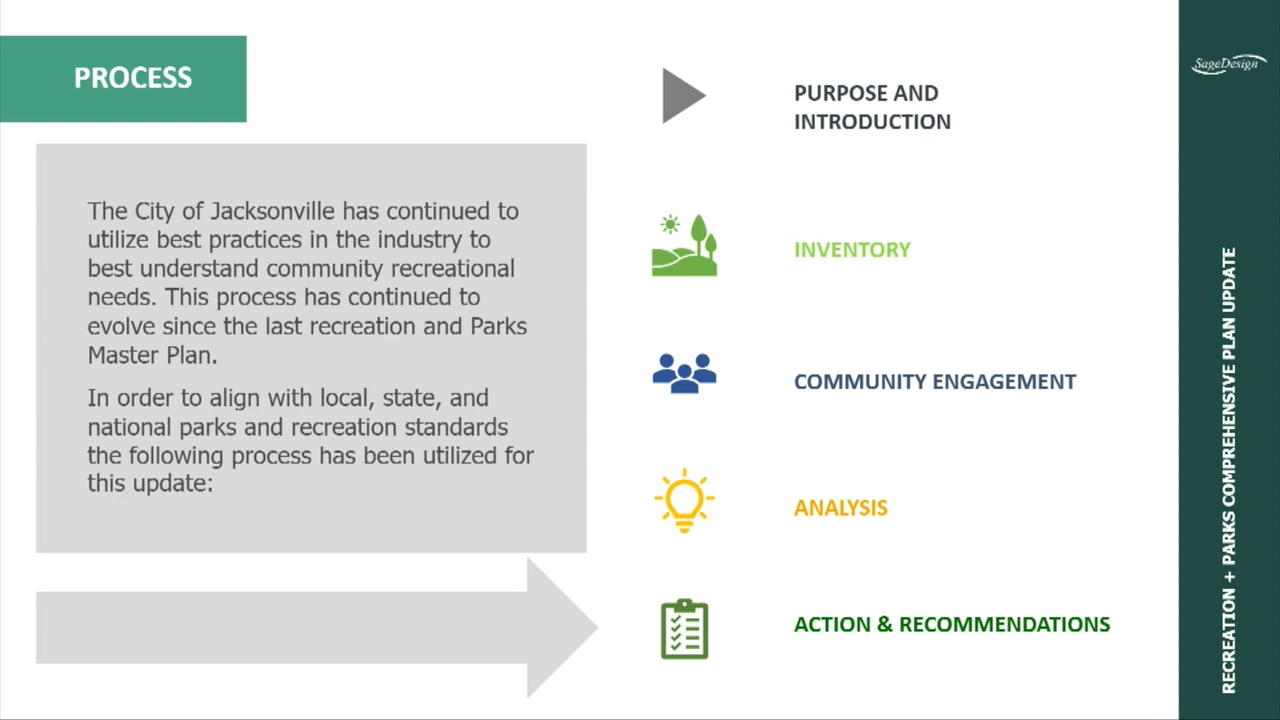 PROCESS
The City of Jacksonville has continued to
utilize best practices in the industry to
best understand community recreational
needs. This process has continued to
evolve since the last recreation and Parks
Master Plan.
In order to align with local, state, and
national parks and recreation standards
the following process has been utilized for
this update:
PURPOSE AND
INTRODUCTION
INVENTORY
COMMUNITY ENGAGEMENT
ANALYSIS
ACTION & RECOMMENDATIONS
SageDesign
RECREATION + PARKS COMPREHENSIVE PLAN UPDATE